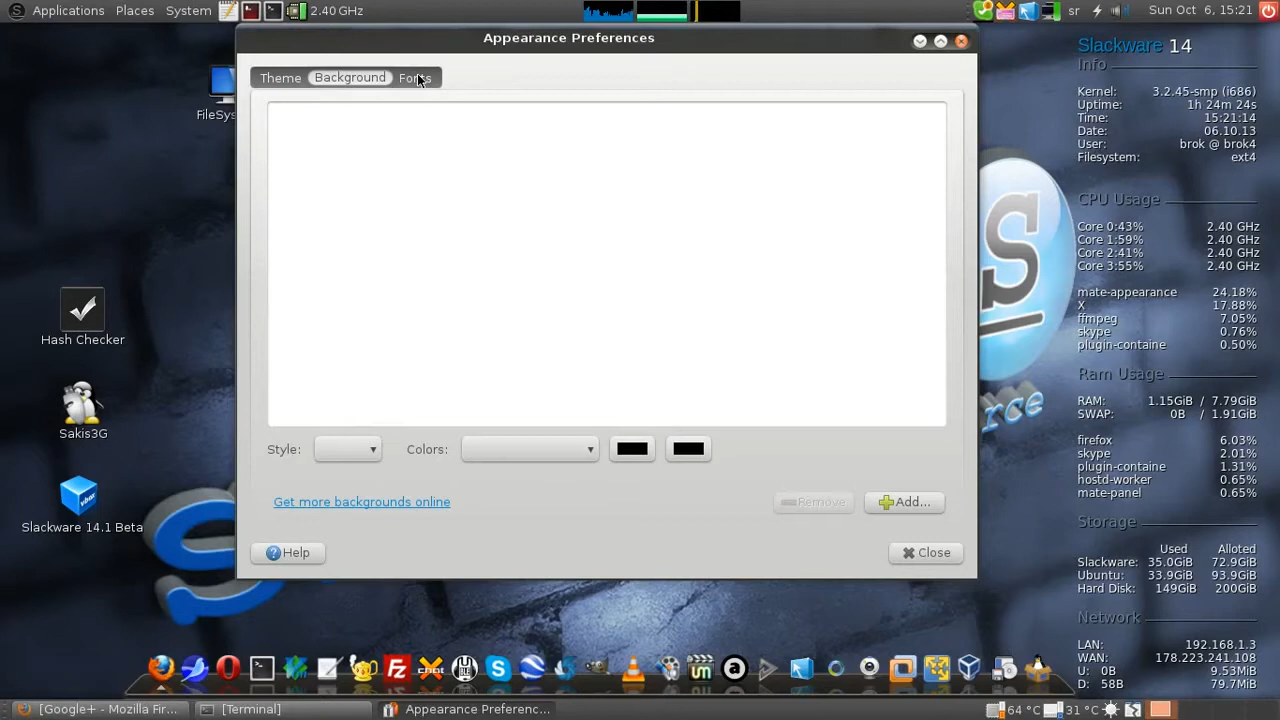 Applications Places System 2.40 GHz sr Sun Oct 6, 15:21
Appearance Preferences
Theme Background Fonts
FileSys
Hash Checker
Sakis3G
Slackware 14.1 Beta
Style: Colors:
Get more backgrounds online Remove Add...
Help Close
S
rce
Slackware 14
Info
Kernel: 3.2.45-smp (i686)
Uptime: 1h 24m 24s
Time: 15:21:14
Date: 06.10.13
User: brok @ brok4
Filesystem: ext4
CPU Usage
Core 0:43% 2.40 GHz
Core 1:59% 2.40 GHz
Core 2:41% 2.40 GHz
Core 3:55% 2.40 GHz
mate-appearance 24.18%
X 17.88%
ffmpeg 7.05%
skype 0.76%
plugin-containe 0.50%
Ram Usage
RAM: 1.15GiB / 7.79GiB
SWAP: 0B / 1.91GiB
firefox 6.03%
skype 2.01%
plugin-containe 1.31%
hostd-worker 0.65%
mate-panel 0.63%
Storage
Used Alloted
Slackware: 35.0GiB 72.9GiB
Ubuntu: 33.9GiB 93.9GiB
Hard Disk: 149GiB 200GiB
Network
LAN: 192.168.1.3
WAN: 178.223.241.108
U: 0B 9.53MiB
D: 58B 79.7MiB
[Google+ - Mozilla Fir... [Terminal] Appearance Preferenc... 64 °C 31 °C